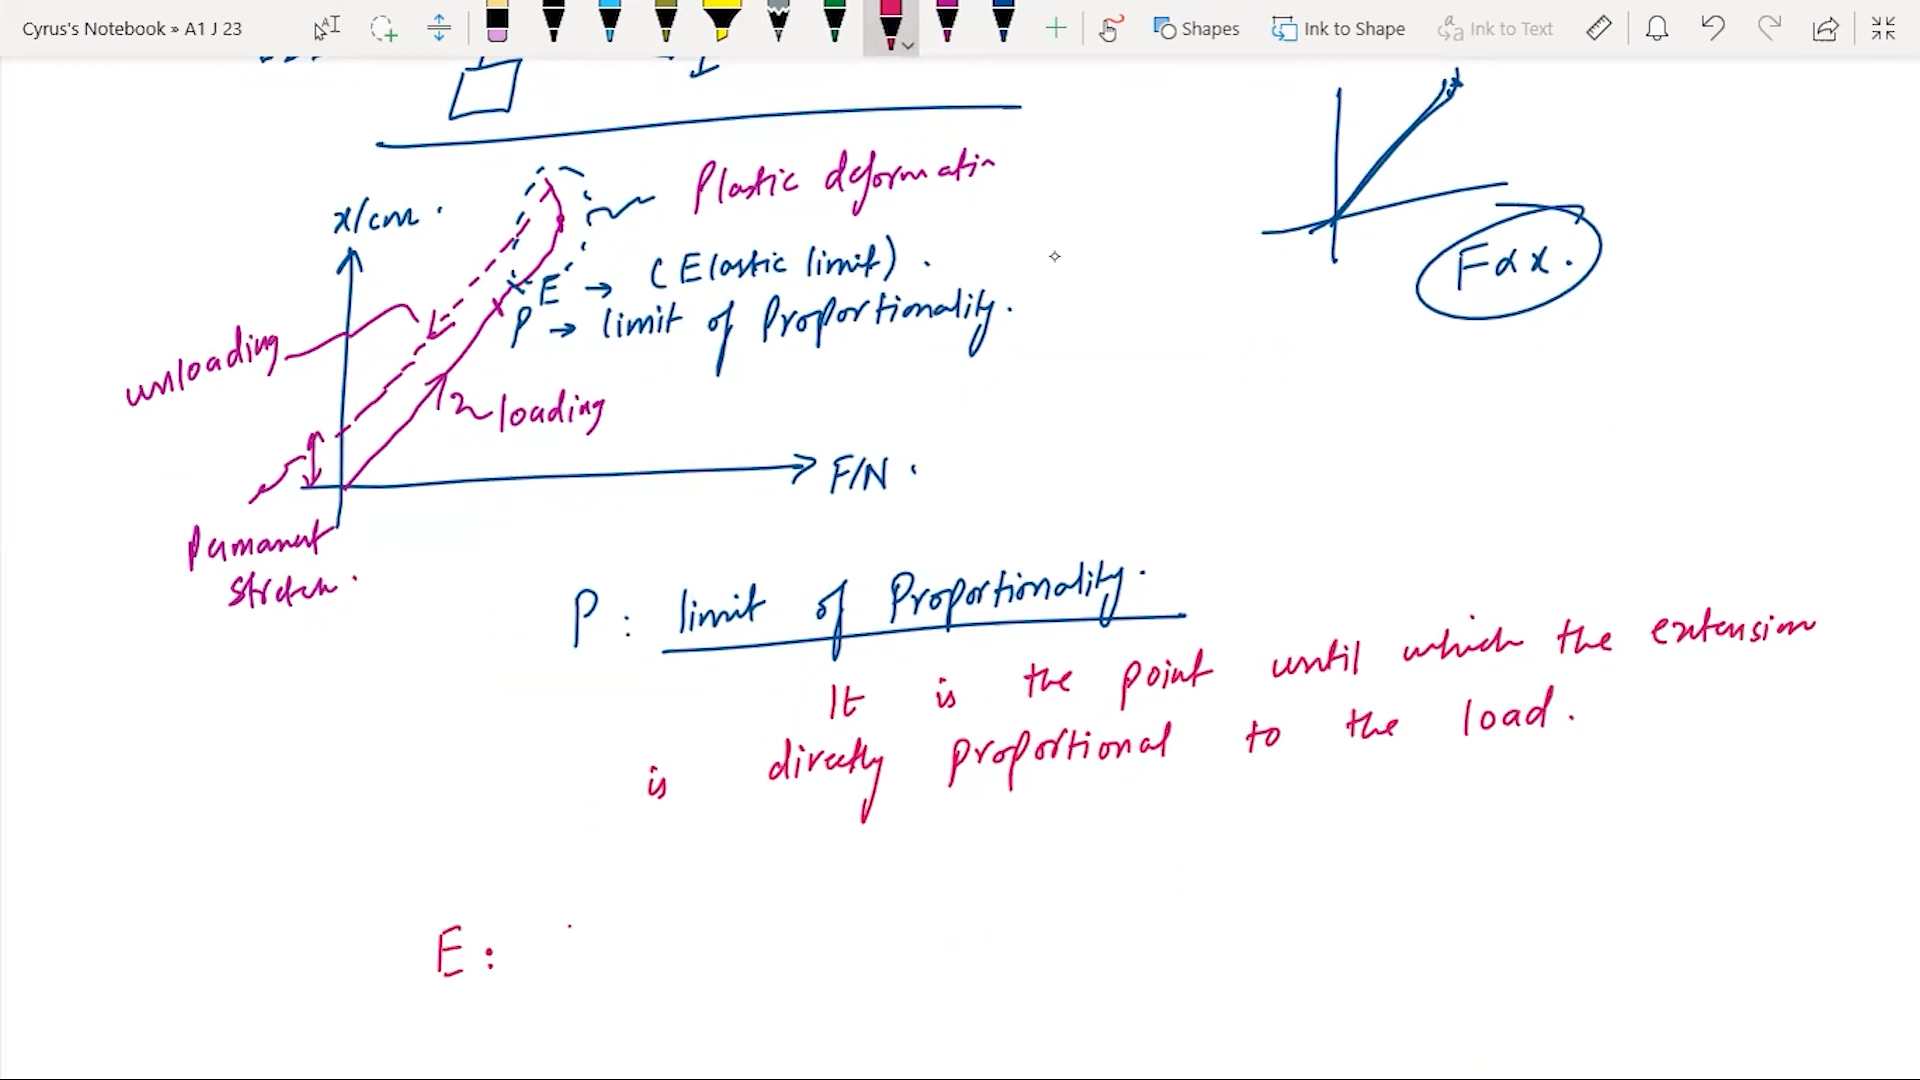 Cyrus's Notebook » A1 J 23
Shapes
Ink to Shape
Ink to Text
Plastic deformatin
x/cm.
E → (Elastic limit).
P → limit of Proportionality.
F α x.
unloading
loading
F/N.
Permanent
Stretch.
P: limit of Proportionality.
It is the point until which the extension
is directly proportional to the load.
E: